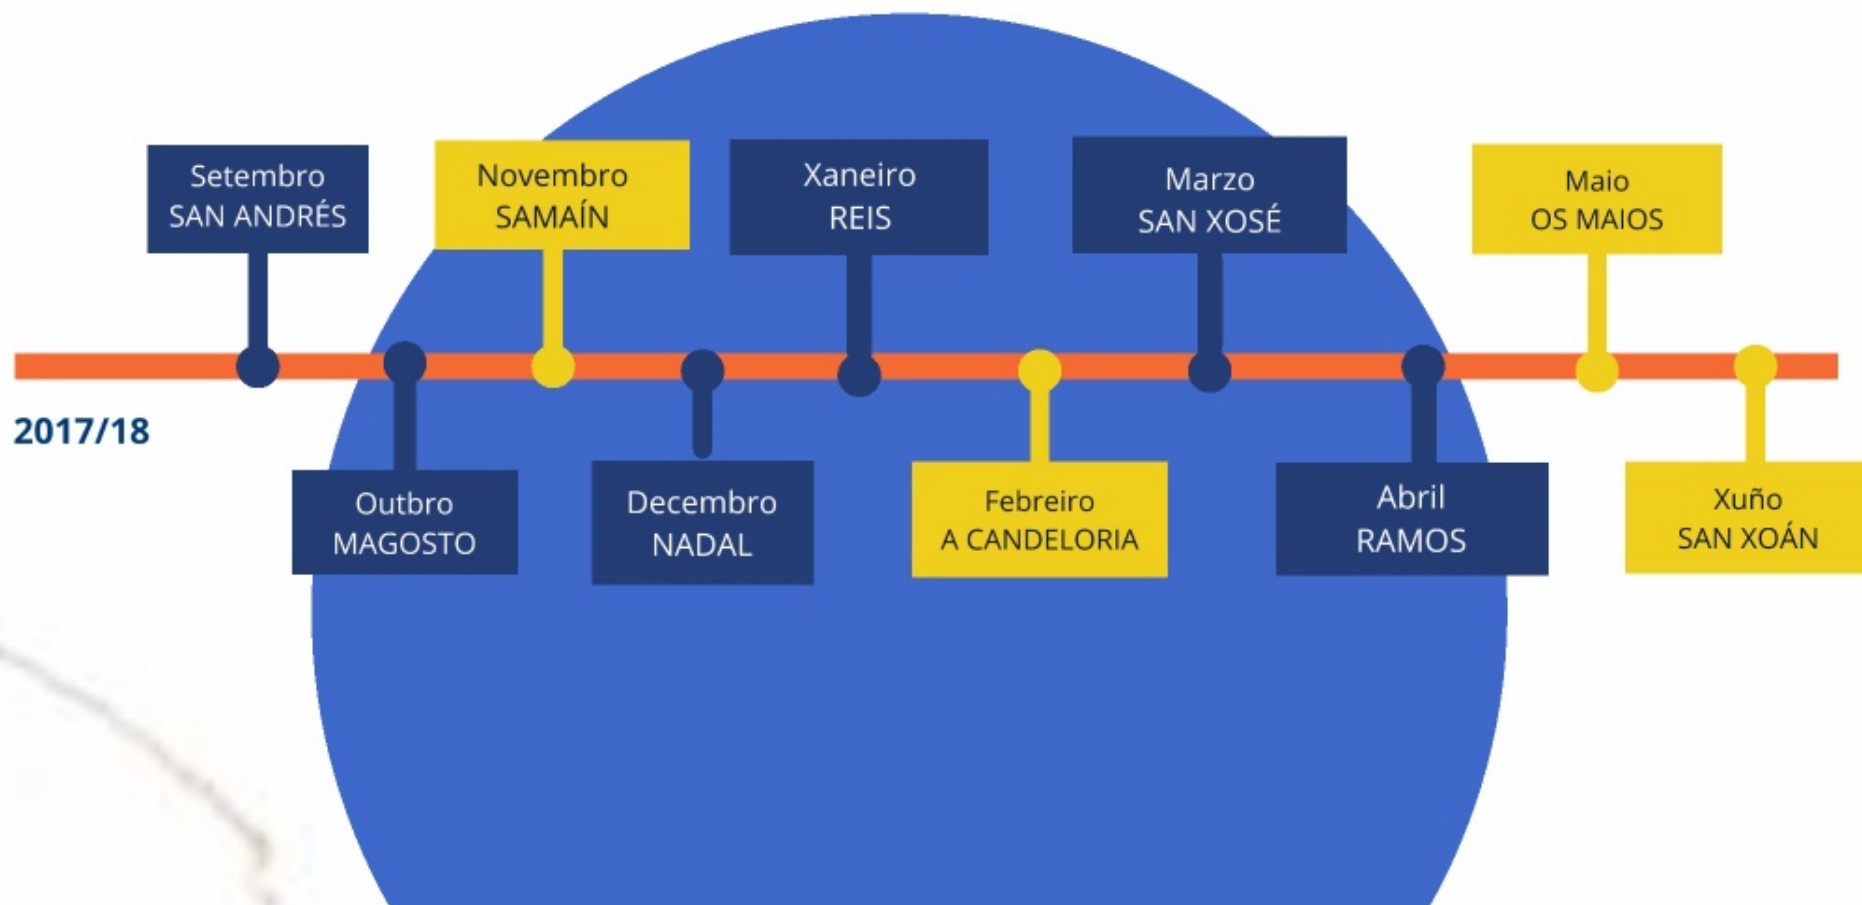 Setembro
SAN ANDRÉS
Novembro
SAMAÍN
Xaneiro
REIS
Marzo
SAN XOSÉ
Maio
OS MAIOS
2017/18
Outbro
MAGOSTO
Decembro
NADAL
Febreiro
A CANDELORIA
Abril
RAMOS
Xuño
SAN XOÁN